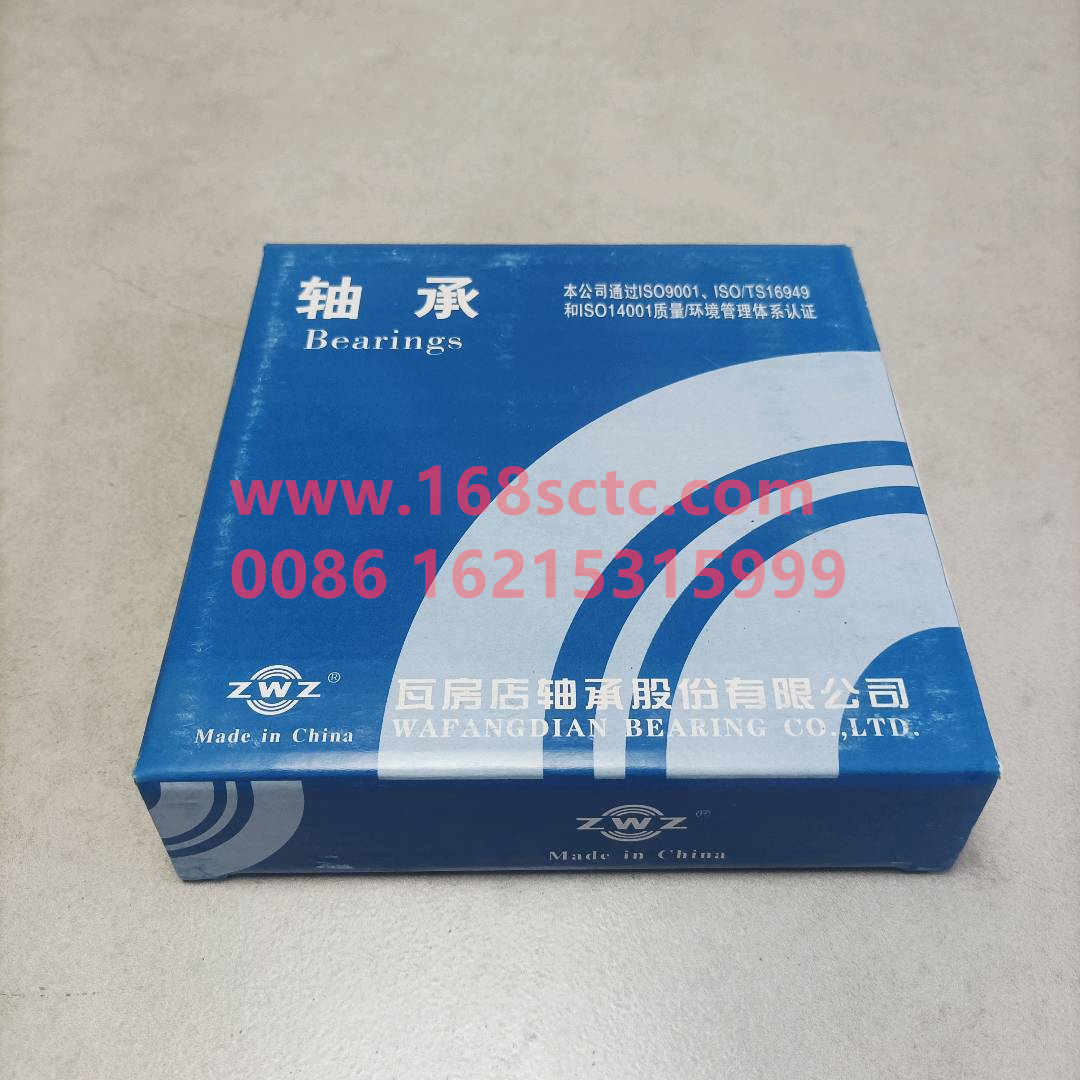 轴 承
Bearings
本公司通过ISO9001、ISO/TS16949
和ISO14001质量/环境管理体系认证
www.168sctc.com
0086 16215315999
ZWZ®
Made in China
瓦房店轴承股份有限公司
WAFANGDIAN BEARING CO.,LTD.
ZWZ®
Made in China